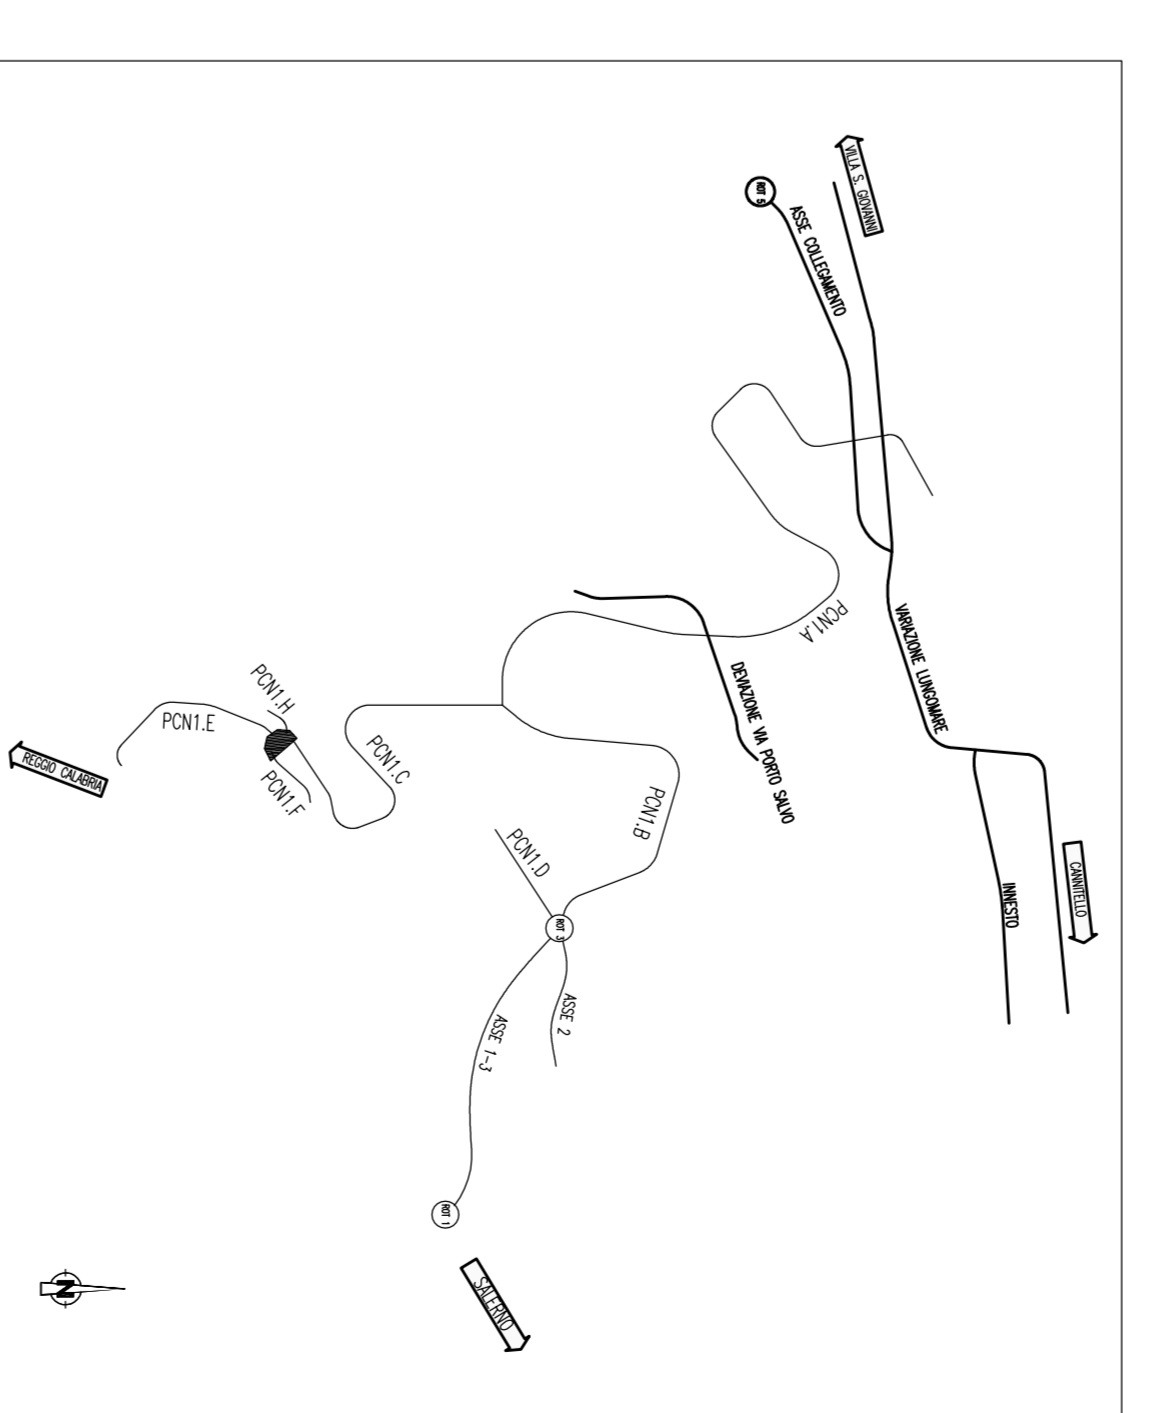 VILLA S. GIOVANNI
ROT 5
ASSE COLLEGAMENTO
PCN1.A
VARIAZIONE LUNGOMARE
DEVIAZIONE VIA PORTO SALVO
PCN1.H
PCN1.E
REGGIO CALABRIA
PCN1.F
PCN1.C
PCN1.B
PCN1.D
CANNITELLO
INNESTO
ROT 3
ASSE 2
ASSE 1-3
ROT 1
SALERNO
N